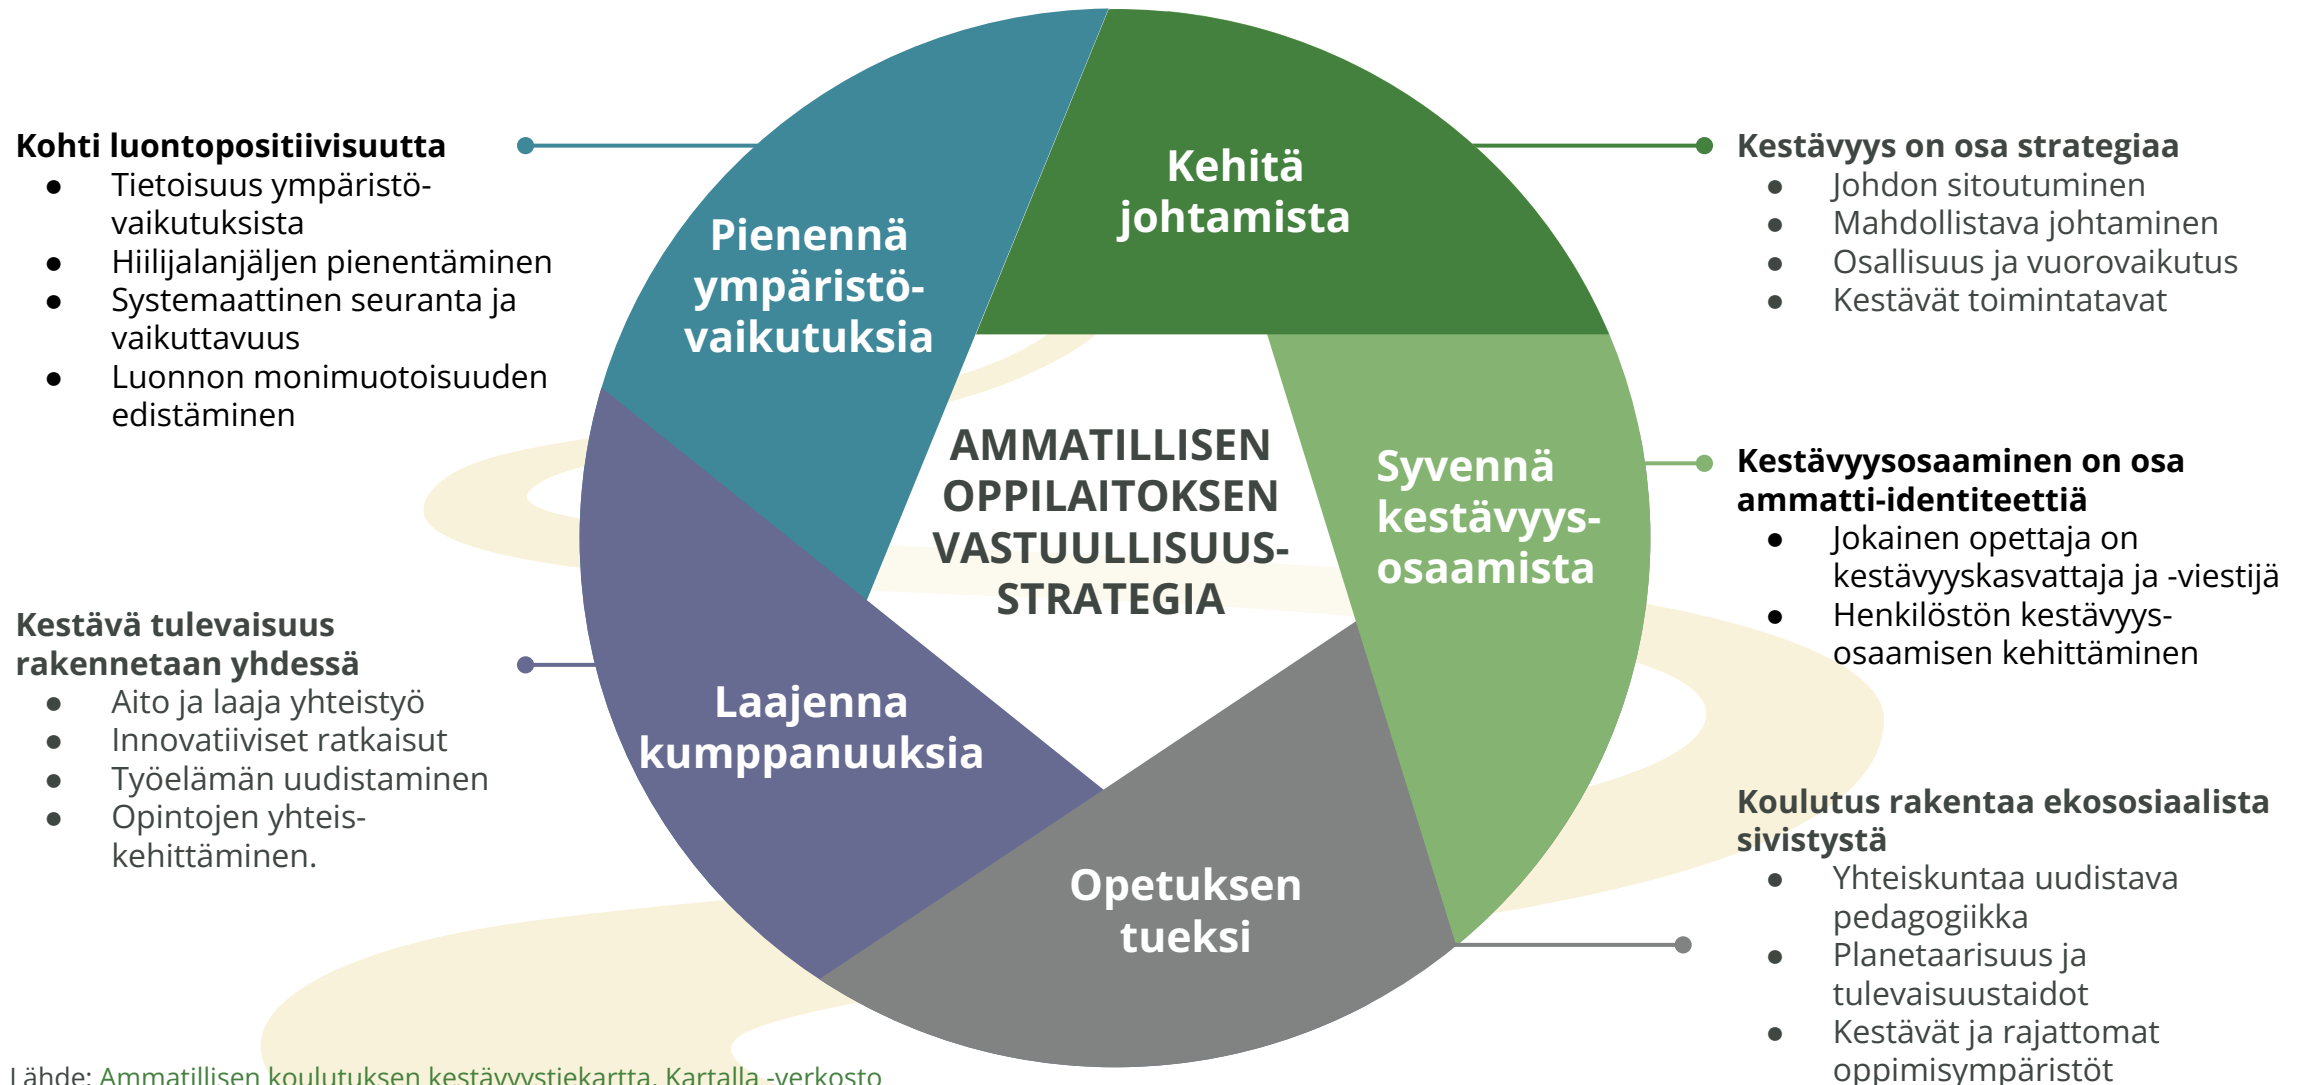 Kohti luontopositiivisuutta
● Tietoisuus ympäristö-
vaikutuksista
● Hiilijalanjäljen pienentäminen
● Systemaattinen seuranta ja
vaikuttavuus
● Luonnon monimuotoisuuden
edistäminen
Kestävä tulevaisuus
rakennetaan yhdessä
● Aito ja laaja yhteistyö
● Innovatiiviset ratkaisut
● Työelämän uudistaminen
● Opintojen yhteis-
kehittäminen.
Pienennä
ympäristö-
vaikutuksia
Kehitä
johtamista
AMMATILLISEN
OPPILAITOKSEN
VASTUULLISUUS-
STRATEGIA
Syvennä
kestävyys-
osaamista
Laajenna
kumppanuuksia
Opetuksen
tueksi
Kestävyys on osa strategiaa
● Johdon sitoutuminen
● Mahdollistava johtaminen
● Osallisuus ja vuorovaikutus
● Kestävät toimintatavat
Kestävyysosaaminen on osa
ammatti-identiteettiä
● Jokainen opettaja on
kestävyyskasvattaja ja -viestijä
● Henkilöstön kestävyys-
osaamisen kehittäminen
Koulutus rakentaa ekososiaalista
sivistystä
● Yhteiskuntaa uudistava
pedagogiikka
● Planetaarisuus ja
tulevaisuustaidot
● Kestävät ja rajattomat
oppimisympäristöt
Lähde: Ammatillisen koulutuksen kestävyystiekartta, Kartalla -verkosto